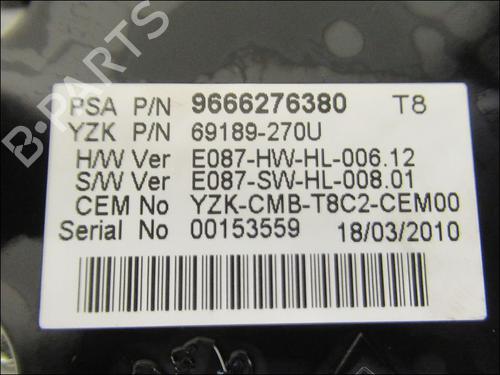 PSA P/N 9666276380 T8
YZK P/N 69189-270U
H/W Ver E087-HW-HL-006.12
S/W Ver E087-SW-HL-008.01
CEM No YZK-CMB-T8C2-CEM00
Serial No 00153559 18/03/2010
B-PARTS